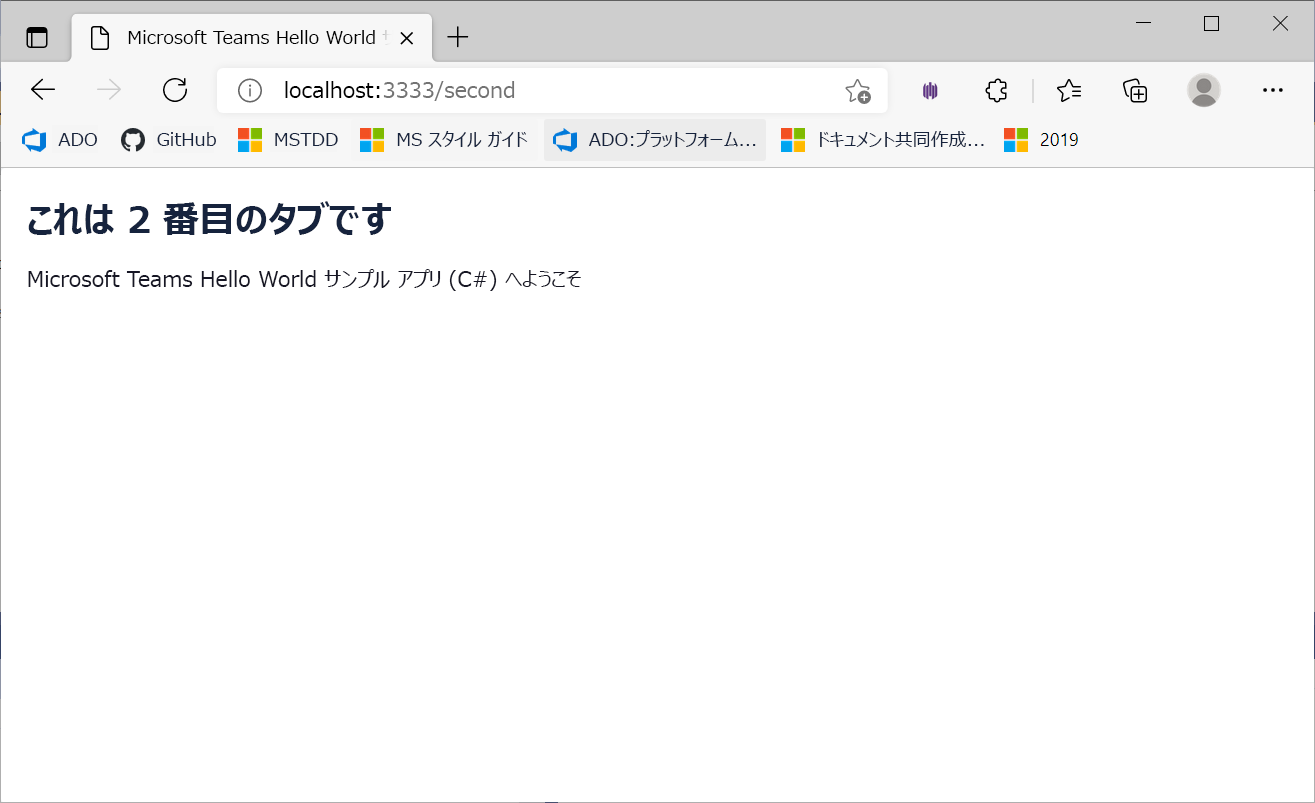 Microsoft Teams Hello World
localhost:3333/second
ADO GitHub MSTDD MS スタイル ガイド ADO:プラットフォーム... ドキュメント共同作成... 2019
これは 2 番目のタブです
Microsoft Teams Hello World サンプル アプリ (C#) へようこそ